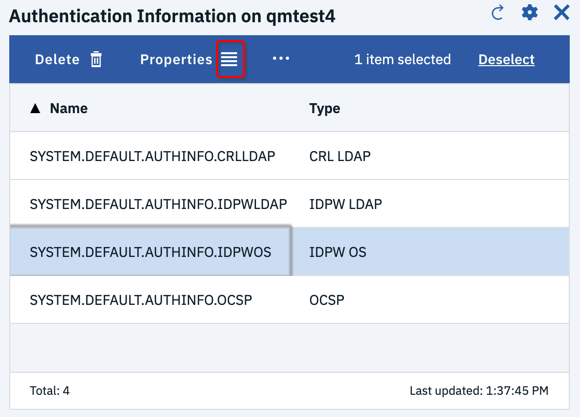 Authentication Information on qmtest4
Delete Properties ... 1 item selected Deselect
▲ Name Type
SYSTEM.DEFAULT.AUTHINFO.CRLLDAP CRL LDAP
SYSTEM.DEFAULT.AUTHINFO.IDPWLDAP IDPW LDAP
SYSTEM.DEFAULT.AUTHINFO.IDPWOS IDPW OS
SYSTEM.DEFAULT.AUTHINFO.OCSP OCSP
Total: 4 Last updated: 1:37:45 PM